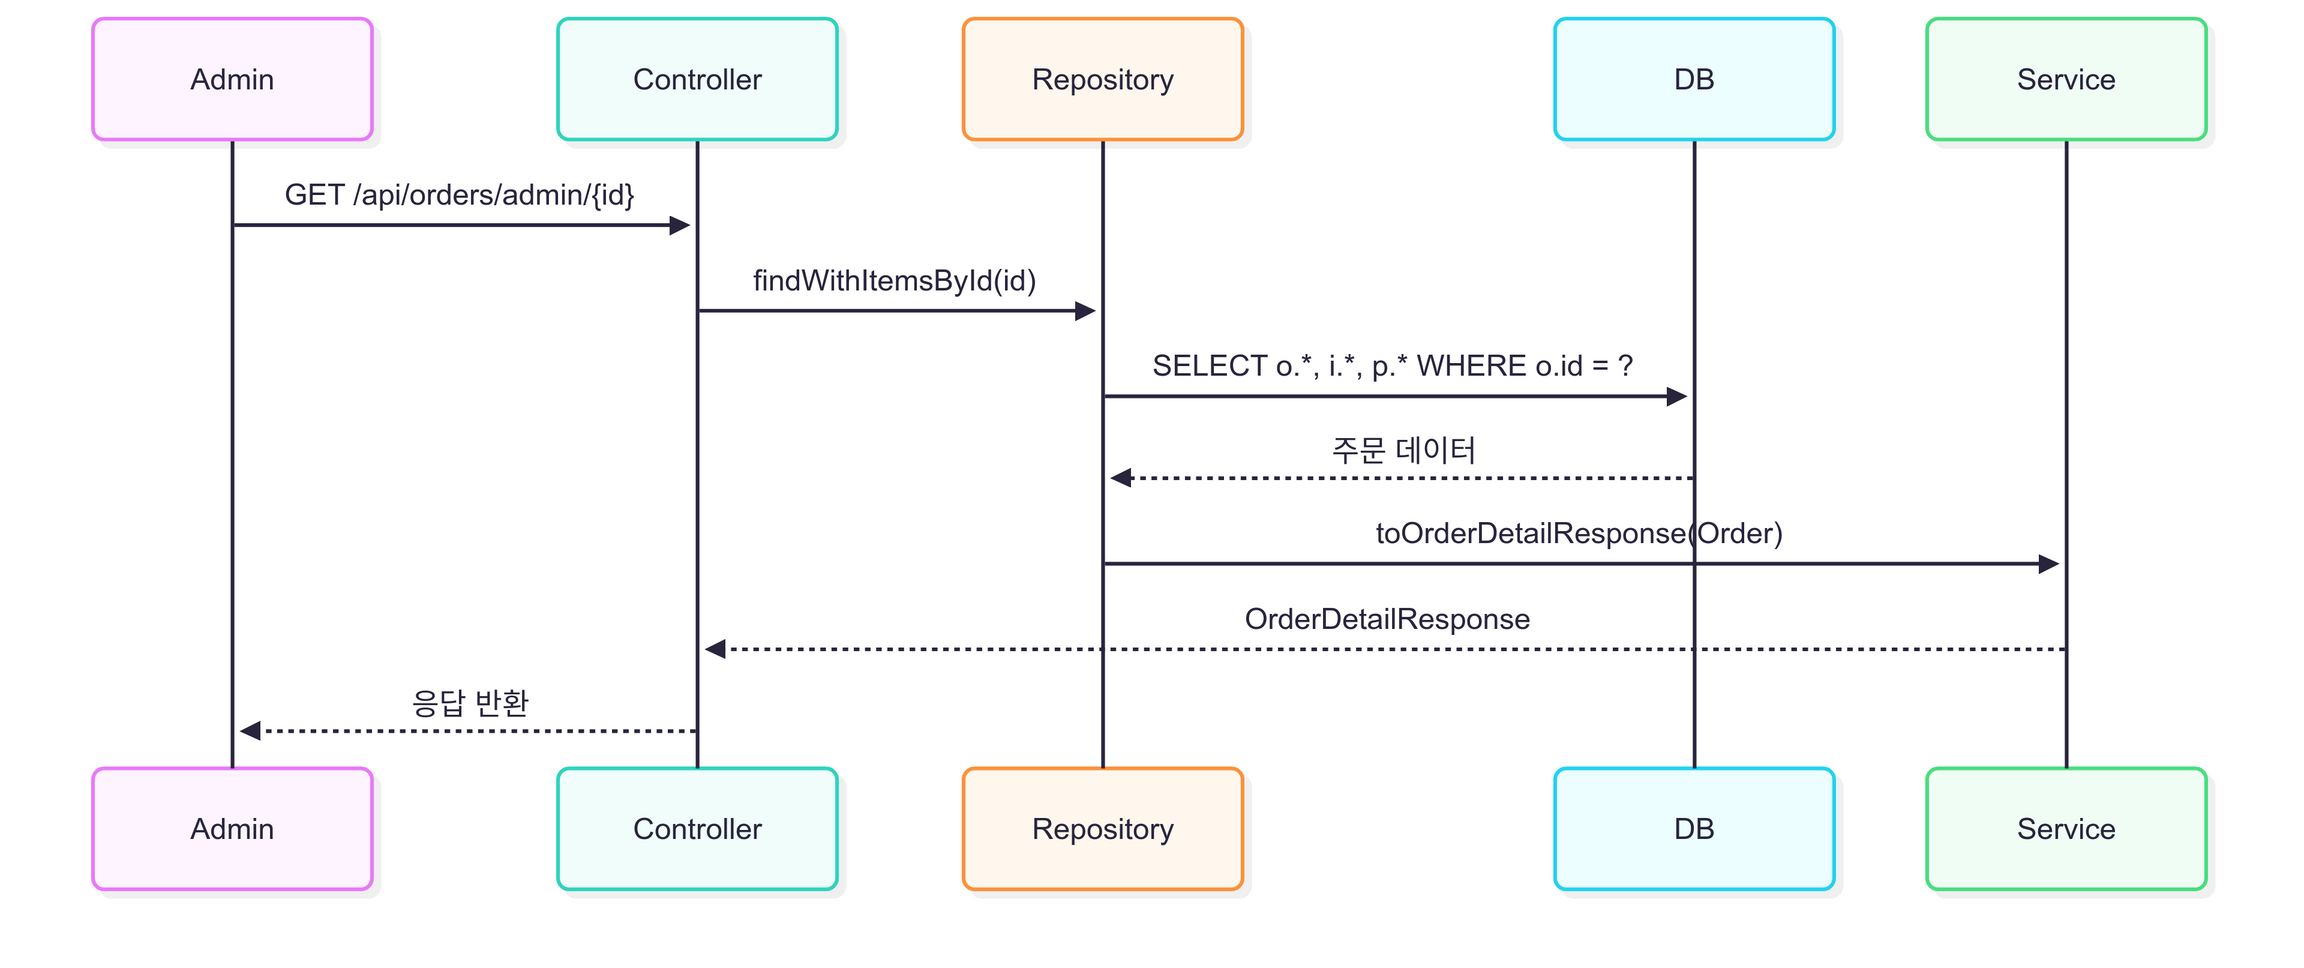 Admin
Controller
Repository
DB
Service
GET /api/orders/admin/{id}
findWithItemsById(id)
SELECT o.*, i.*, p.* WHERE o.id = ?
주문 데이터
toOrderDetailResponse(Order)
OrderDetailResponse
응답 반환
Admin
Controller
Repository
DB
Service